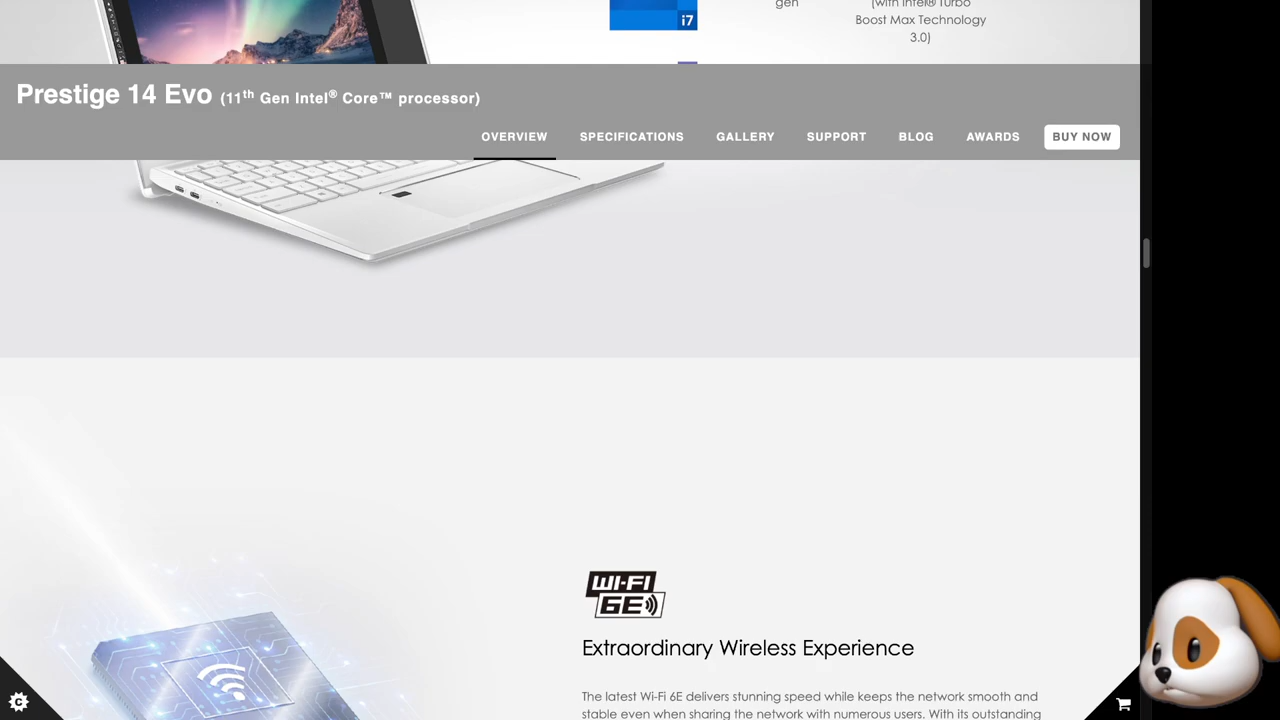 i7
gen
(with Intel® Turbo
Boost Max Technology
3.0)
Prestige 14 Evo (11th Gen Intel® Core™ processor)
OVERVIEW SPECIFICATIONS GALLERY SUPPORT BLOG AWARDS BUY NOW
WI-FI
6E
Extraordinary Wireless Experience
The latest Wi-Fi 6E delivers stunning speed while keeps the network smooth and
stable even when sharing the network with numerous users. With its outstanding